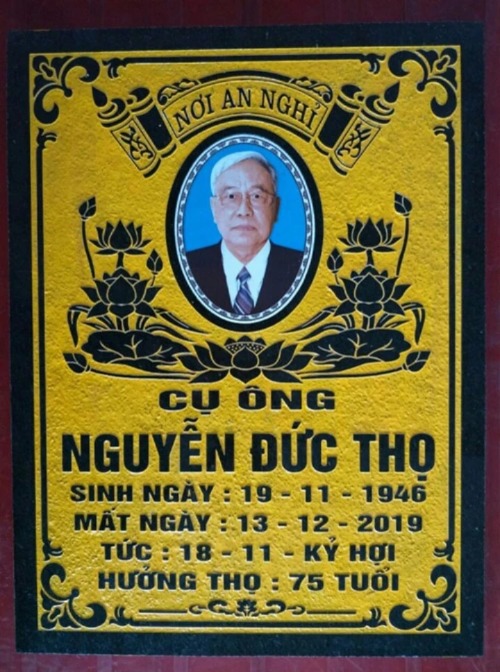 NƠI AN NGHỈ
CỤ ÔNG
NGUYỄN ĐỨC THỌ
SINH NGÀY : 19 - 11 - 1946
MẤT NGÀY : 13 - 12 - 2019
TỨC : 18 - 11 - KỶ HỢI
HƯỞNG THỌ : 75 TUỔI